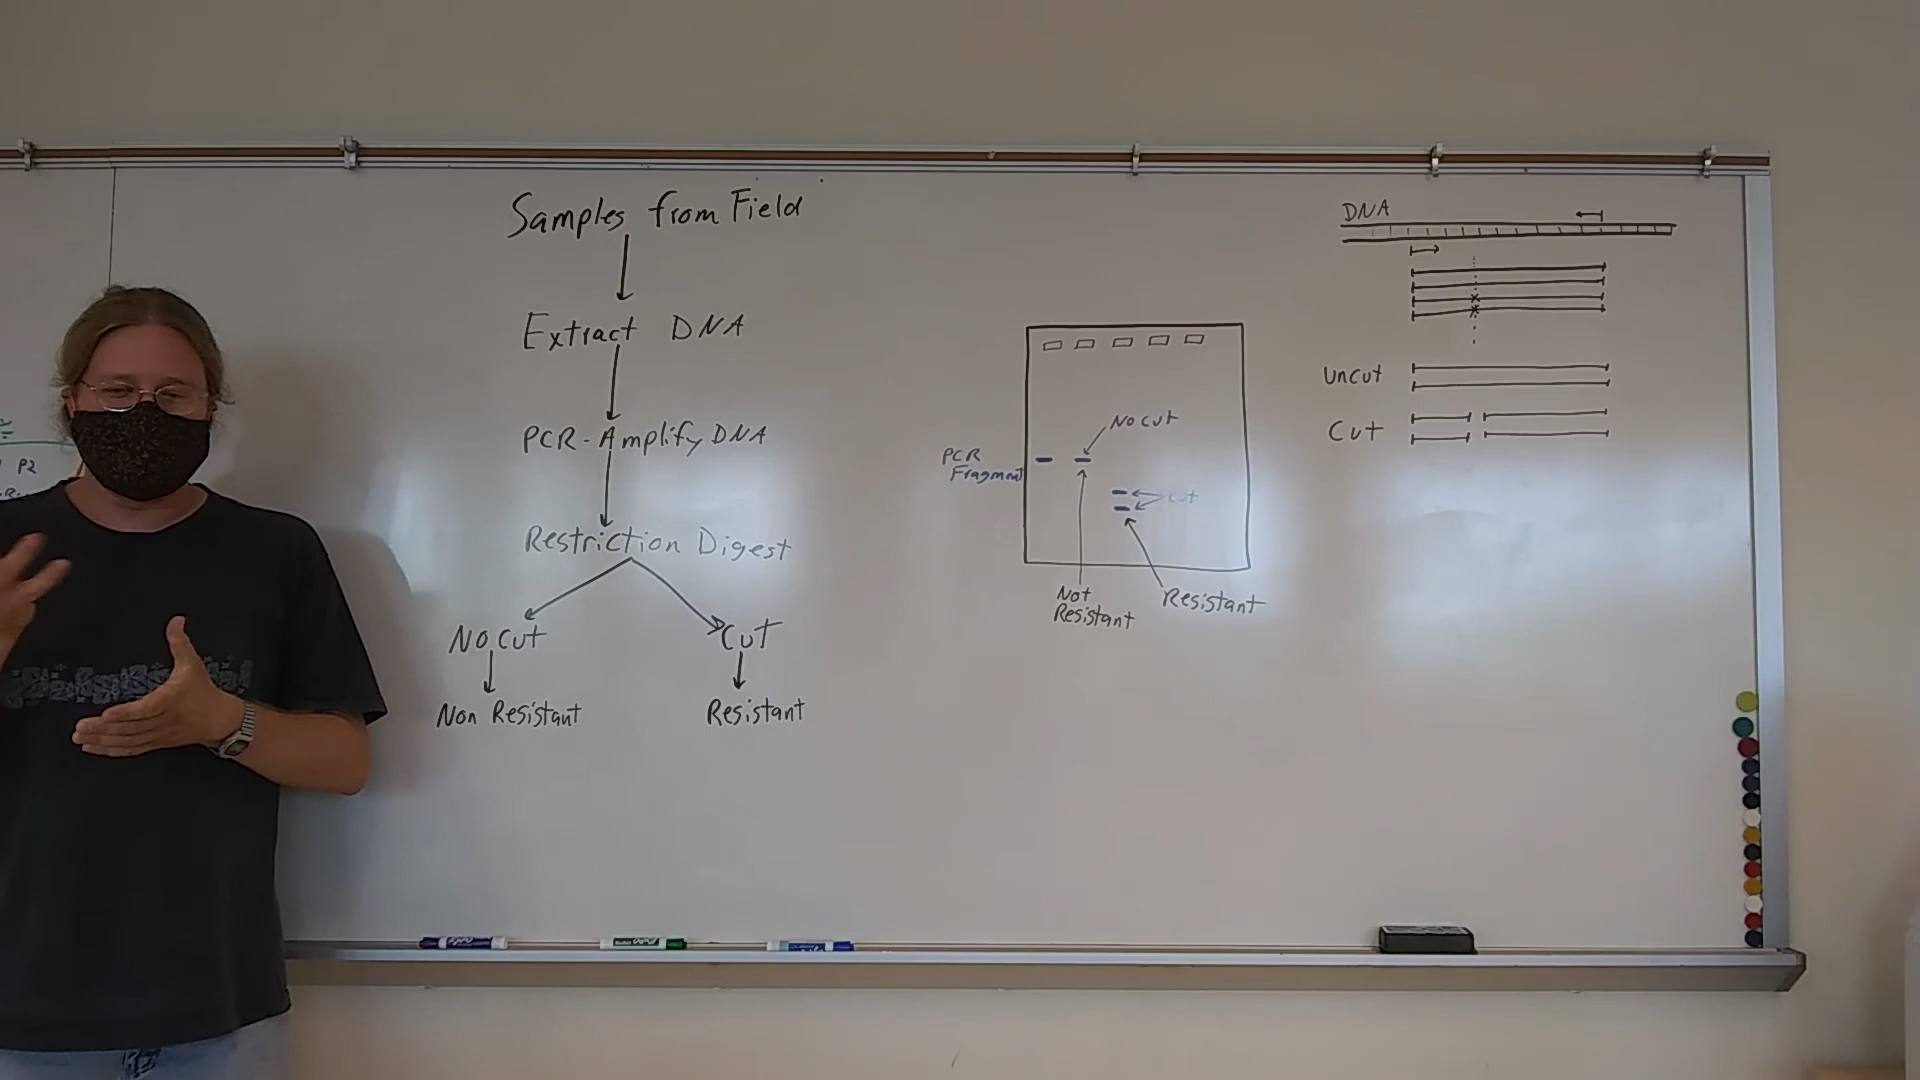 Samples from Field
Extract DNA
PCR-Amplify DNA
Restriction Digest
No Cut
Cut
Non Resistant
Resistant
PCR
Fragment
No Cut
Cut
Not
Resistant
Resistant
DNA
Uncut
Cut
P2